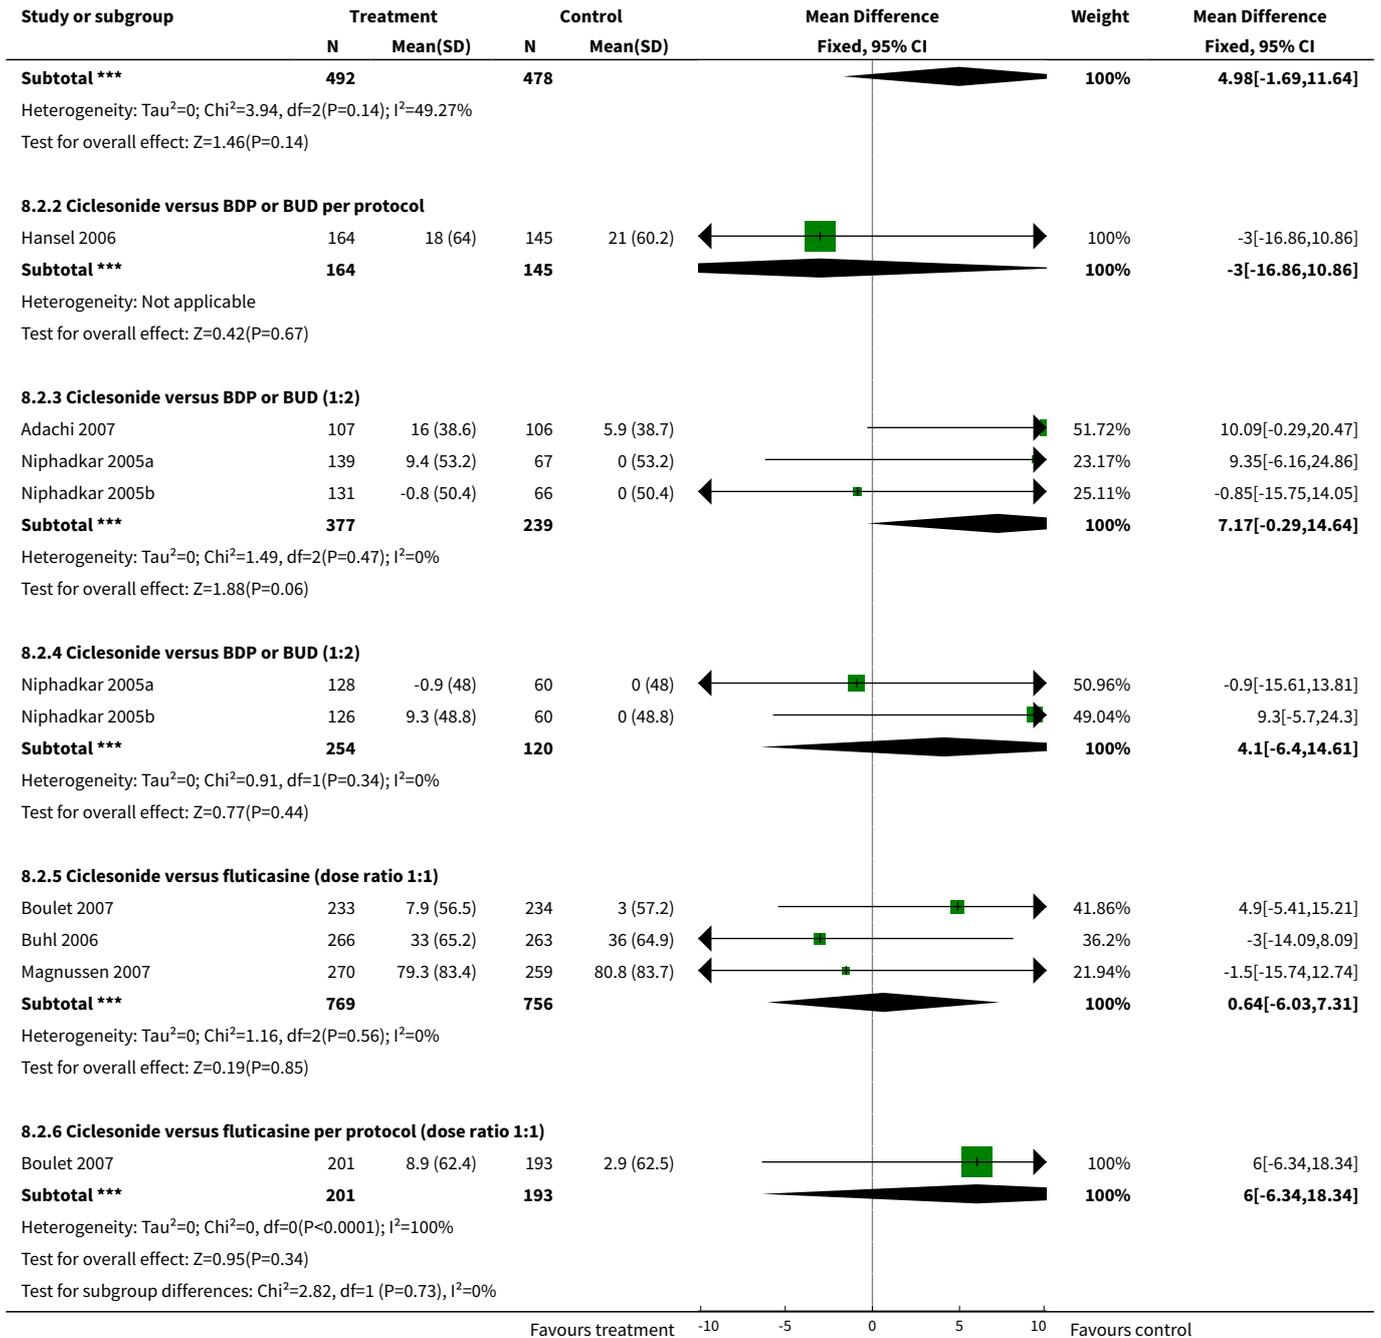 Study or subgroup Treatment Control Mean Difference Weight Mean Difference
N Mean(SD) N Mean(SD) Fixed, 95% CI Fixed, 95% CI
Subtotal *** 492 478 100% 4.98[-1.69,11.64]
Heterogeneity: Tau²=0; Chi²=3.94, df=2(P=0.14); I²=49.27%
Test for overall effect: Z=1.46(P=0.14)
8.2.2 Ciclesonide versus BDP or BUD per protocol
Hansel 2006 164 18 (64) 145 21 (60.2) 100% -3[-16.86,10.86]
Subtotal *** 164 145 100% -3[-16.86,10.86]
Heterogeneity: Not applicable
Test for overall effect: Z=0.42(P=0.67)
8.2.3 Ciclesonide versus BDP or BUD (1:2)
Adachi 2007 107 16 (38.6) 106 5.9 (38.7) 51.72% 10.09[-0.29,20.47]
Niphadkar 2005a 139 9.4 (53.2) 67 0 (53.2) 23.17% 9.35[-6.16,24.86]
Niphadkar 2005b 131 -0.8 (50.4) 66 0 (50.4) 25.11% -0.85[-15.75,14.05]
Subtotal *** 377 239 100% 7.17[-0.29,14.64]
Heterogeneity: Tau²=0; Chi²=1.49, df=2(P=0.47); I²=0%
Test for overall effect: Z=1.88(P=0.06)
8.2.4 Ciclesonide versus BDP or BUD (1:2)
Niphadkar 2005a 128 -0.9 (48) 60 0 (48) 50.96% -0.9[-15.61,13.81]
Niphadkar 2005b 126 9.3 (48.8) 60 0 (48.8) 49.04% 9.3[-5.7,24.3]
Subtotal *** 254 120 100% 4.1[-6.4,14.61]
Heterogeneity: Tau²=0; Chi²=0.91, df=1(P=0.34); I²=0%
Test for overall effect: Z=0.77(P=0.44)
8.2.5 Ciclesonide versus fluticasine (dose ratio 1:1)
Boulet 2007 233 7.9 (56.5) 234 3 (57.2) 41.86% 4.9[-5.41,15.21]
Buhl 2006 266 33 (65.2) 263 36 (64.9) 36.2% -3[-14.09,8.09]
Magnussen 2007 270 79.3 (83.4) 259 80.8 (83.7) 21.94% -1.5[-15.74,12.74]
Subtotal *** 769 756 100% 0.64[-6.03,7.31]
Heterogeneity: Tau²=0; Chi²=1.16, df=2(P=0.56); I²=0%
Test for overall effect: Z=0.19(P=0.85)
8.2.6 Ciclesonide versus fluticasine per protocol (dose ratio 1:1)
Boulet 2007 201 8.9 (62.4) 193 2.9 (62.5) 100% 6[-6.34,18.34]
Subtotal *** 201 193 100% 6[-6.34,18.34]
Heterogeneity: Tau²=0; Chi²=0, df=0(P<0.0001); I²=100%
Test for overall effect: Z=0.95(P=0.34)
Test for subgroup differences: Chi²=2.82, df=1 (P=0.73), I²=0%
Favours treatment -10 -5 0 5 10 Favours control